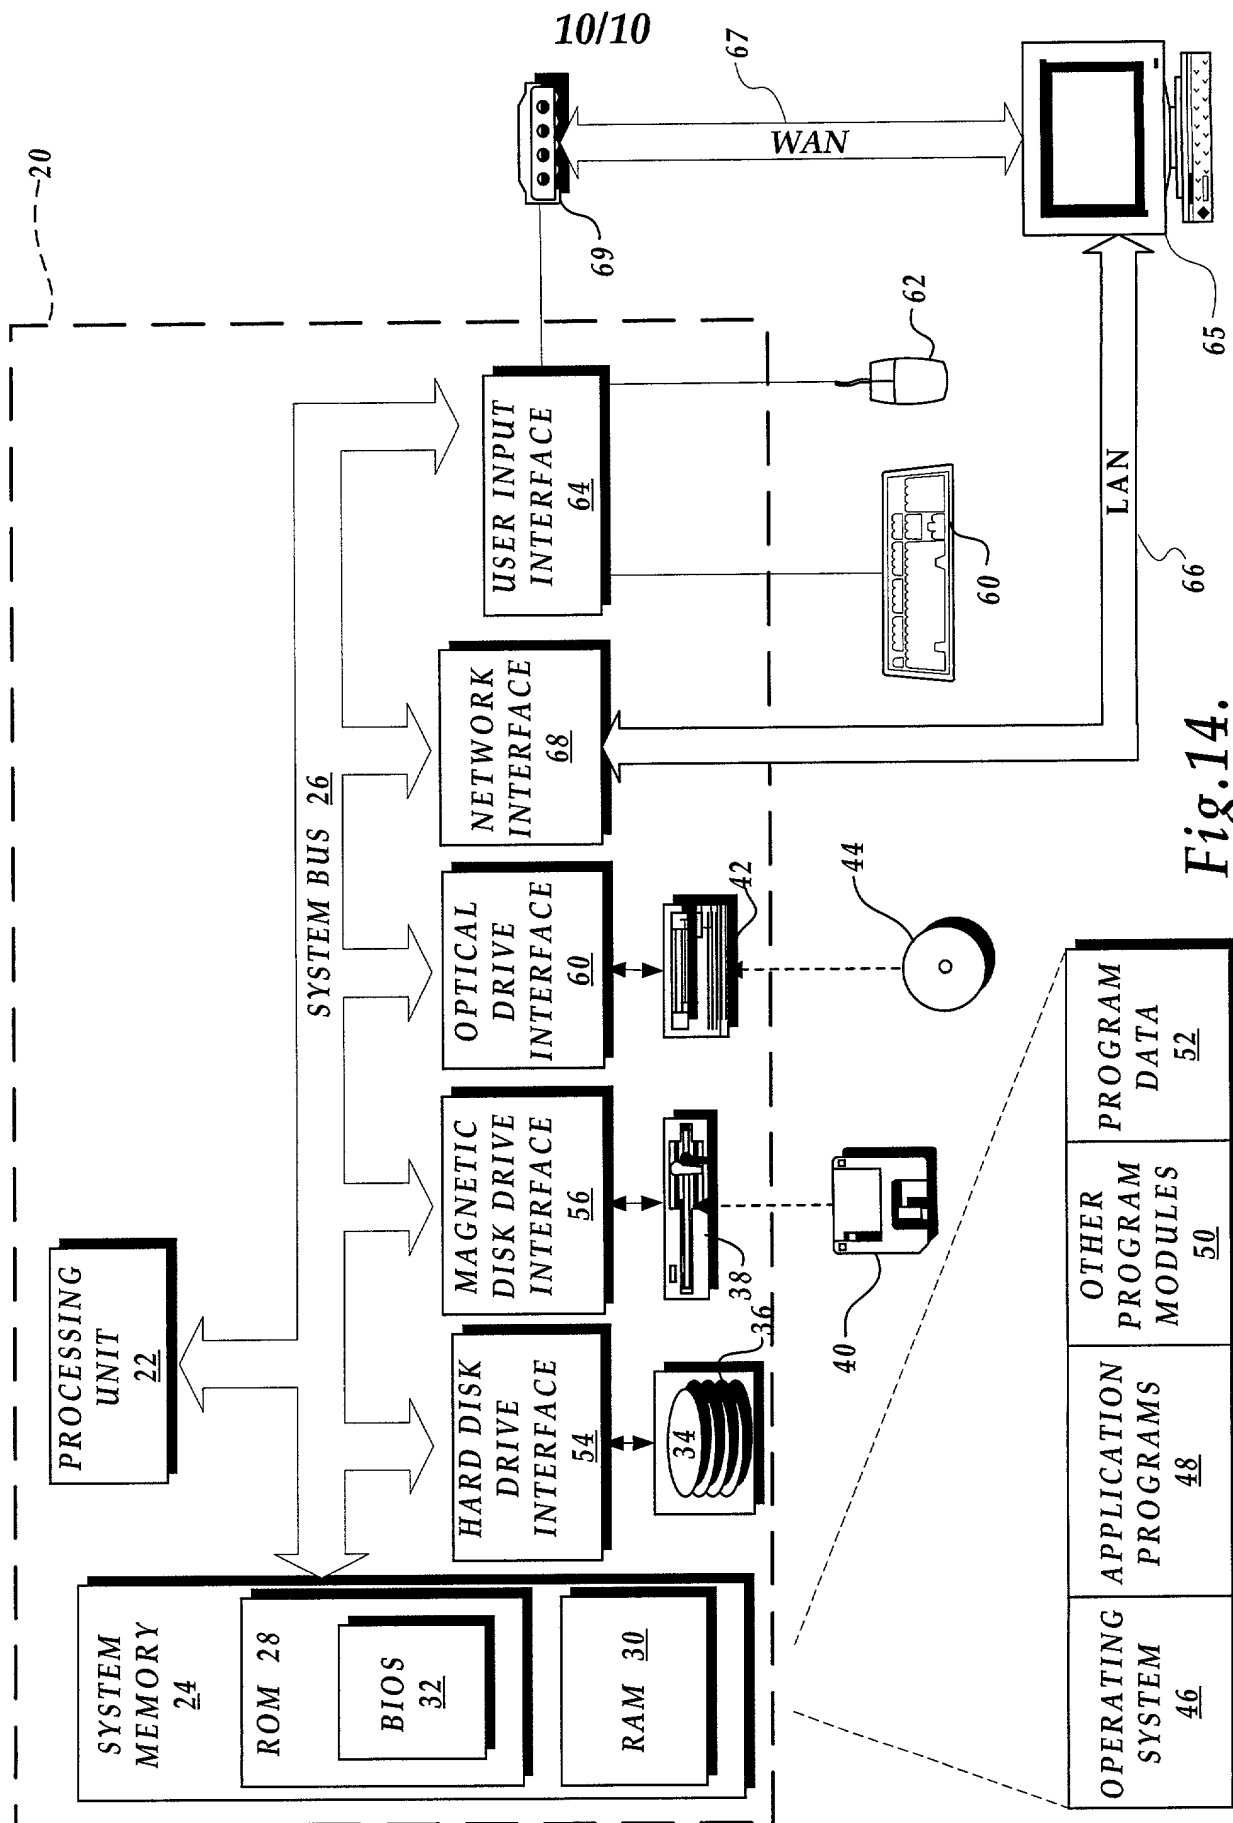 10/10
20
PROCESSING
UNIT
22
SYSTEM BUS 26
SYSTEM
MEMORY
24
ROM 28
BIOS
32
RAM 30
HARD DISK
DRIVE
INTERFACE
54
MAGNETIC
DISK DRIVE
INTERFACE
56
OPTICAL
DRIVE
INTERFACE
60
NETWORK
INTERFACE
68
USER INPUT
INTERFACE
64
34
36
38
42
40
44
60
62
69
WAN
67
LAN
66
65
OPERATING
SYSTEM
46
APPLICATION
PROGRAMS
48
OTHER
PROGRAM
MODULES
50
PROGRAM
DATA
52
Fig.14.